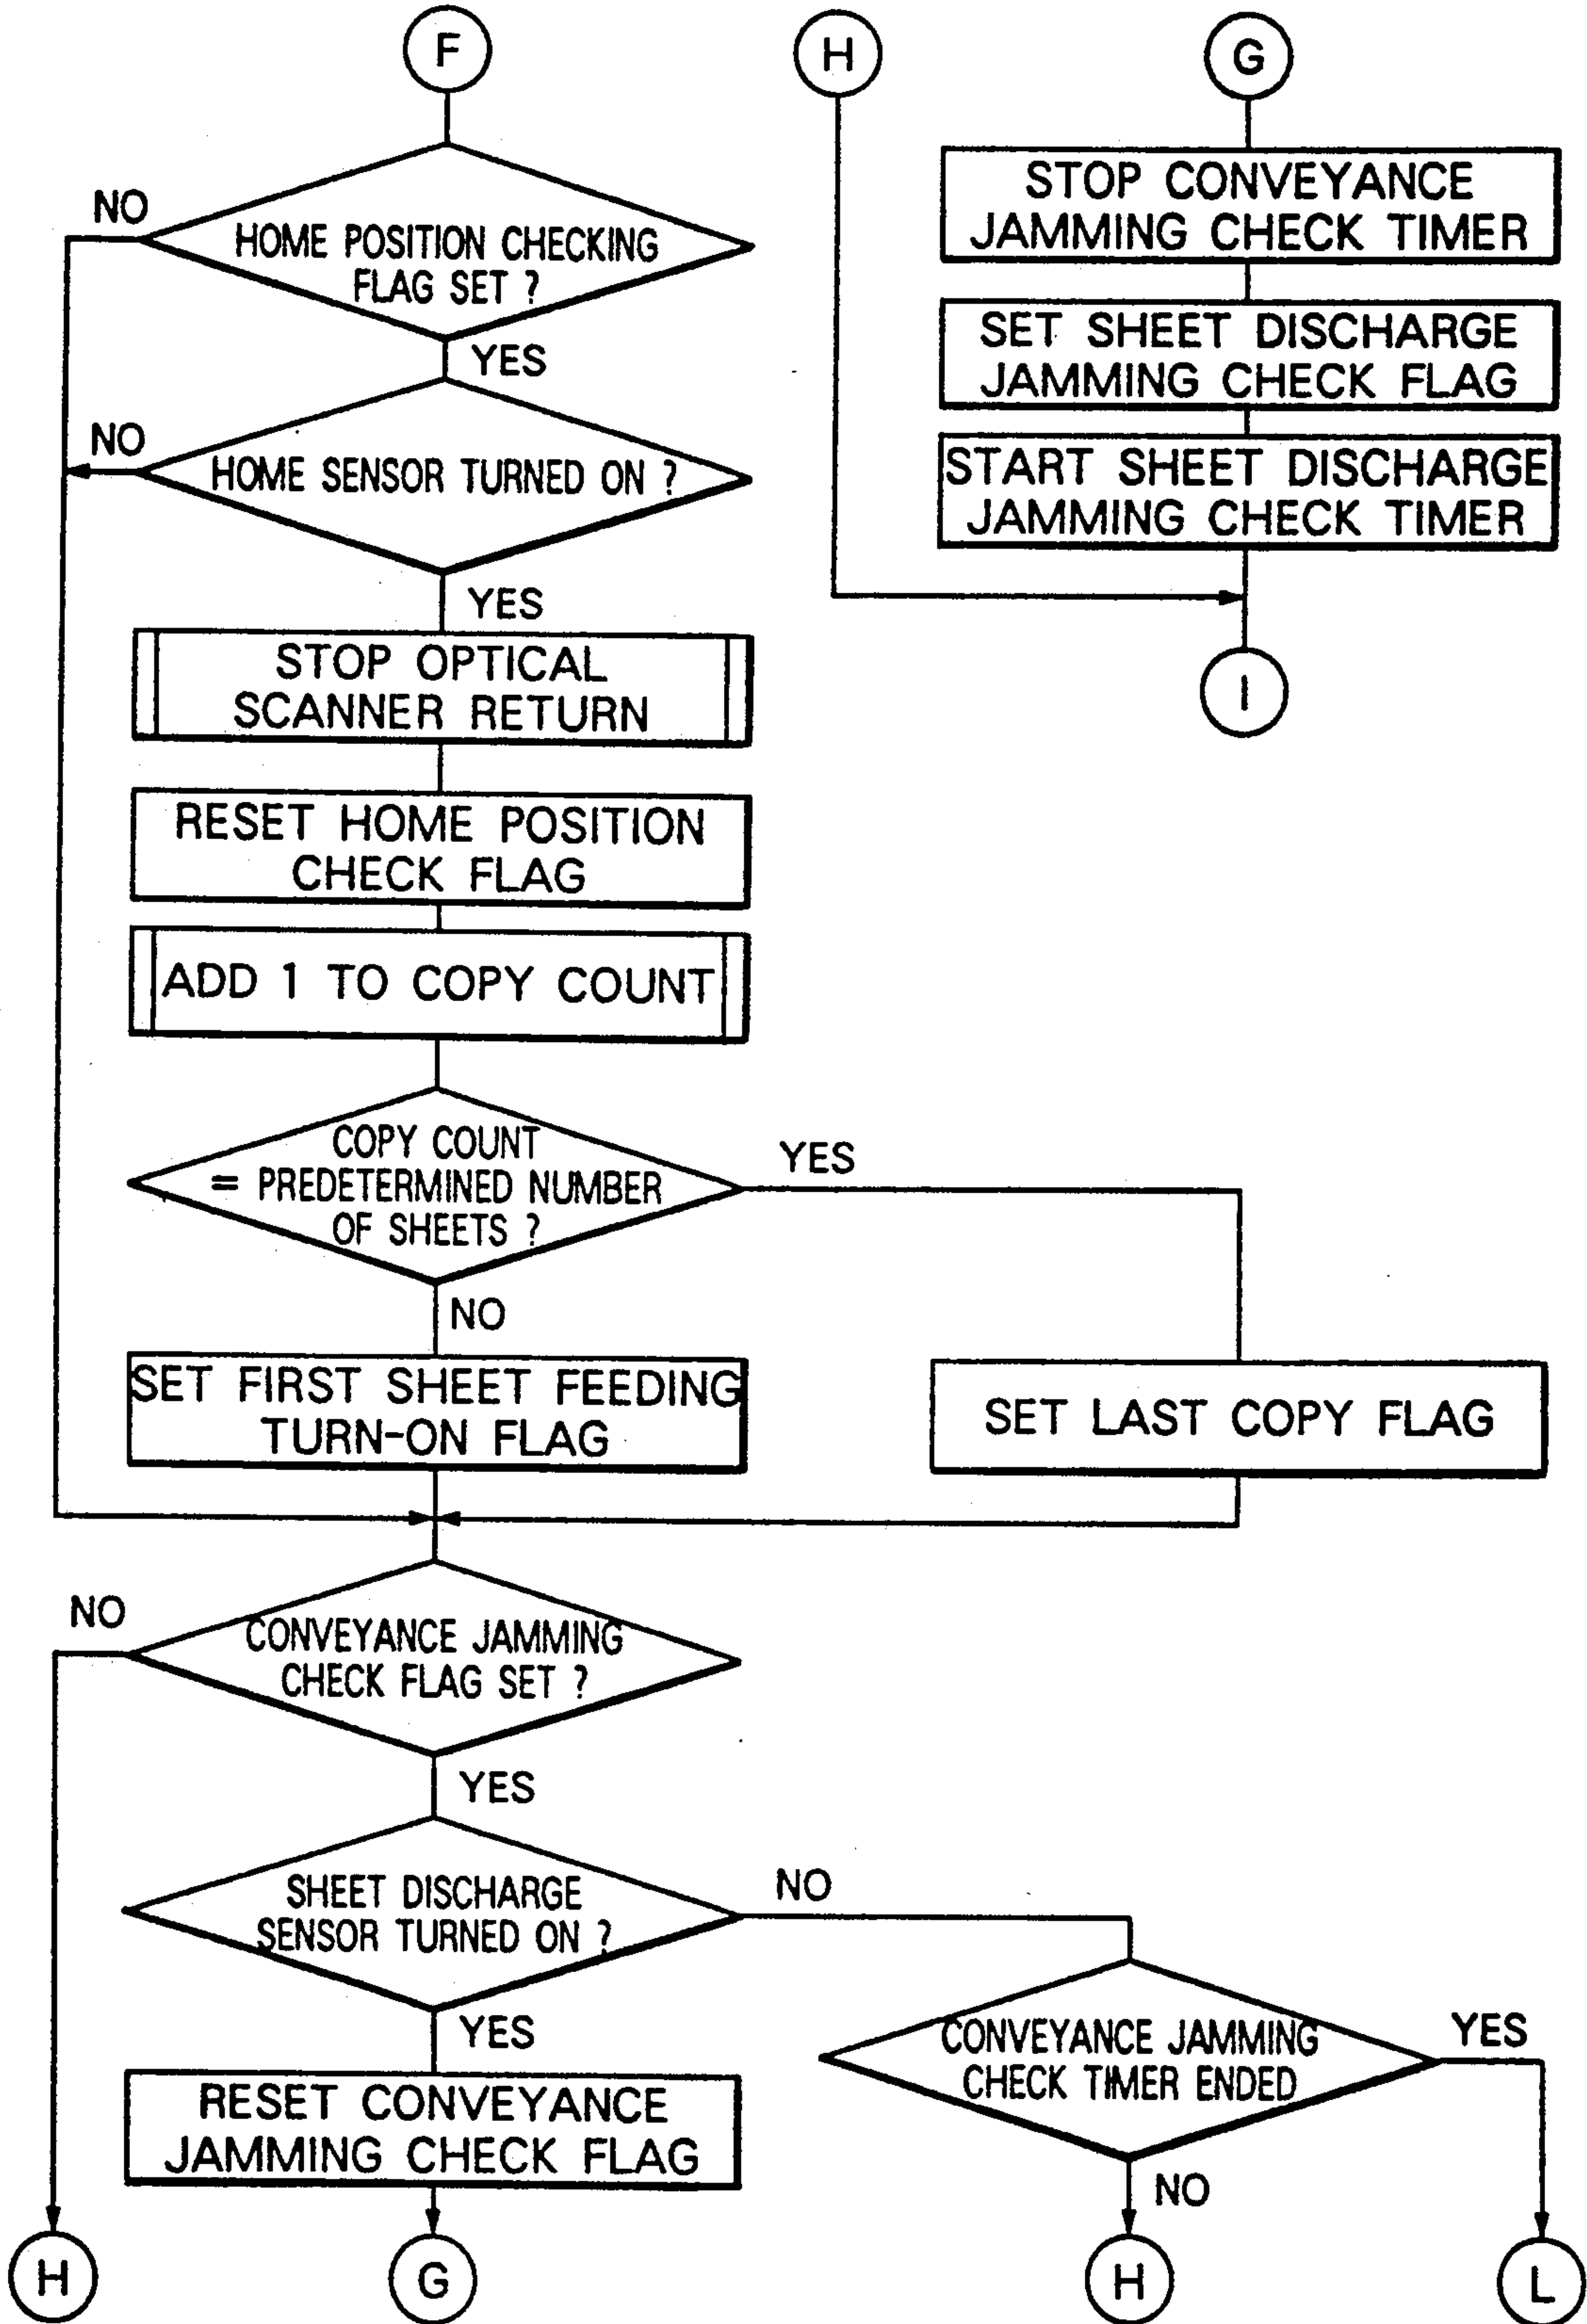 F
NO
HOME POSITION CHECKING
FLAG SET ?
YES
NO
HOME SENSOR TURNED ON ?
YES
STOP OPTICAL
SCANNER RETURN
RESET HOME POSITION
CHECK FLAG
ADD 1 TO COPY COUNT
COPY COUNT
= PREDETERMINED NUMBER
OF SHEETS ?
YES
NO
SET FIRST SHEET FEEDING
TURN-ON FLAG
SET LAST COPY FLAG
NO
CONVEYANCE JAMMING
CHECK FLAG SET ?
YES
SHEET DISCHARGE
SENSOR TURNED ON ?
NO
YES
RESET CONVEYANCE
JAMMING CHECK FLAG
CONVEYANCE JAMMING
CHECK TIMER ENDED
YES
NO
H
G
H
L
H
G
STOP CONVEYANCE
JAMMING CHECK TIMER
SET SHEET DISCHARGE
JAMMING CHECK FLAG
START SHEET DISCHARGE
JAMMING CHECK TIMER
I